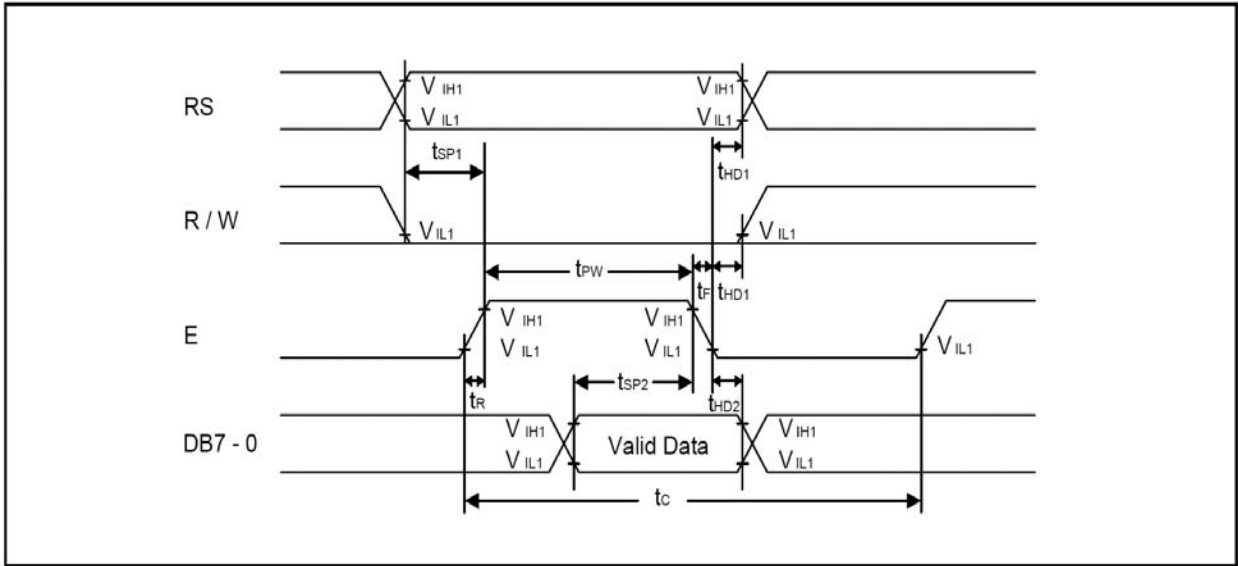 RS
V IH1
V IH1
V IL1
V IL1
tSP1
tHD1
R / W
V IL1
V IL1
tPW
tF
tHD1
E
V IH1
V IH1
V IL1
V IL1
V IL1
tR
tSP2
tHD2
DB7 - 0
V IH1
Valid Data
V IH1
V IL1
V IL1
tC